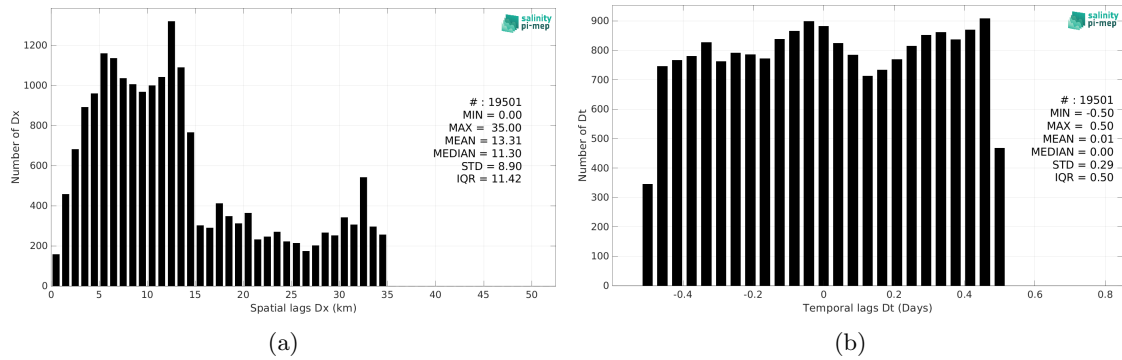 salinity
pi-mep
1200
1000
800
600
400
200
0
Number of Dx
# : 19501
MIN = 0.00
MAX = 35.00
MEAN = 13.31
MEDIAN = 11.30
STD = 8.90
IQR = 11.42
0 5 10 15 20 25 30 35 40 45 50
Spatial lags Dx (km)
(a)
salinity
pi-mep
900
800
700
600
500
400
300
200
100
0
Number of Dt
# : 19501
MIN = -0.50
MAX = 0.50
MEAN = 0.01
MEDIAN = 0.00
STD = 0.29
IQR = 0.50
-0.4 -0.2 0 0.2 0.4 0.6 0.8
Temporal lags Dt (Days)
(b)